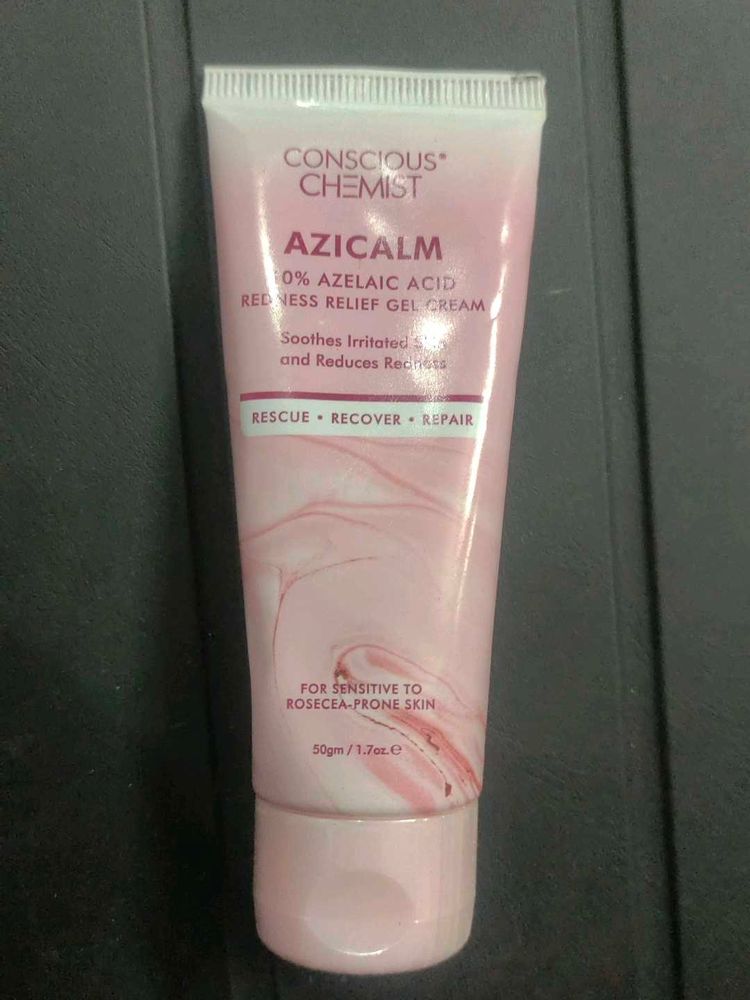 CONSCIOUS®
CHEMIST
AZICALM
0% AZELAIC ACID
REDNESS RELIEF GEL CREAM
Soothes Irritated
and Reduces Redness
RESCUE • RECOVER • REPAIR
FOR SENSITIVE TO
ROSECEA-PRONE SKIN
50gm / 1.7oz.℮